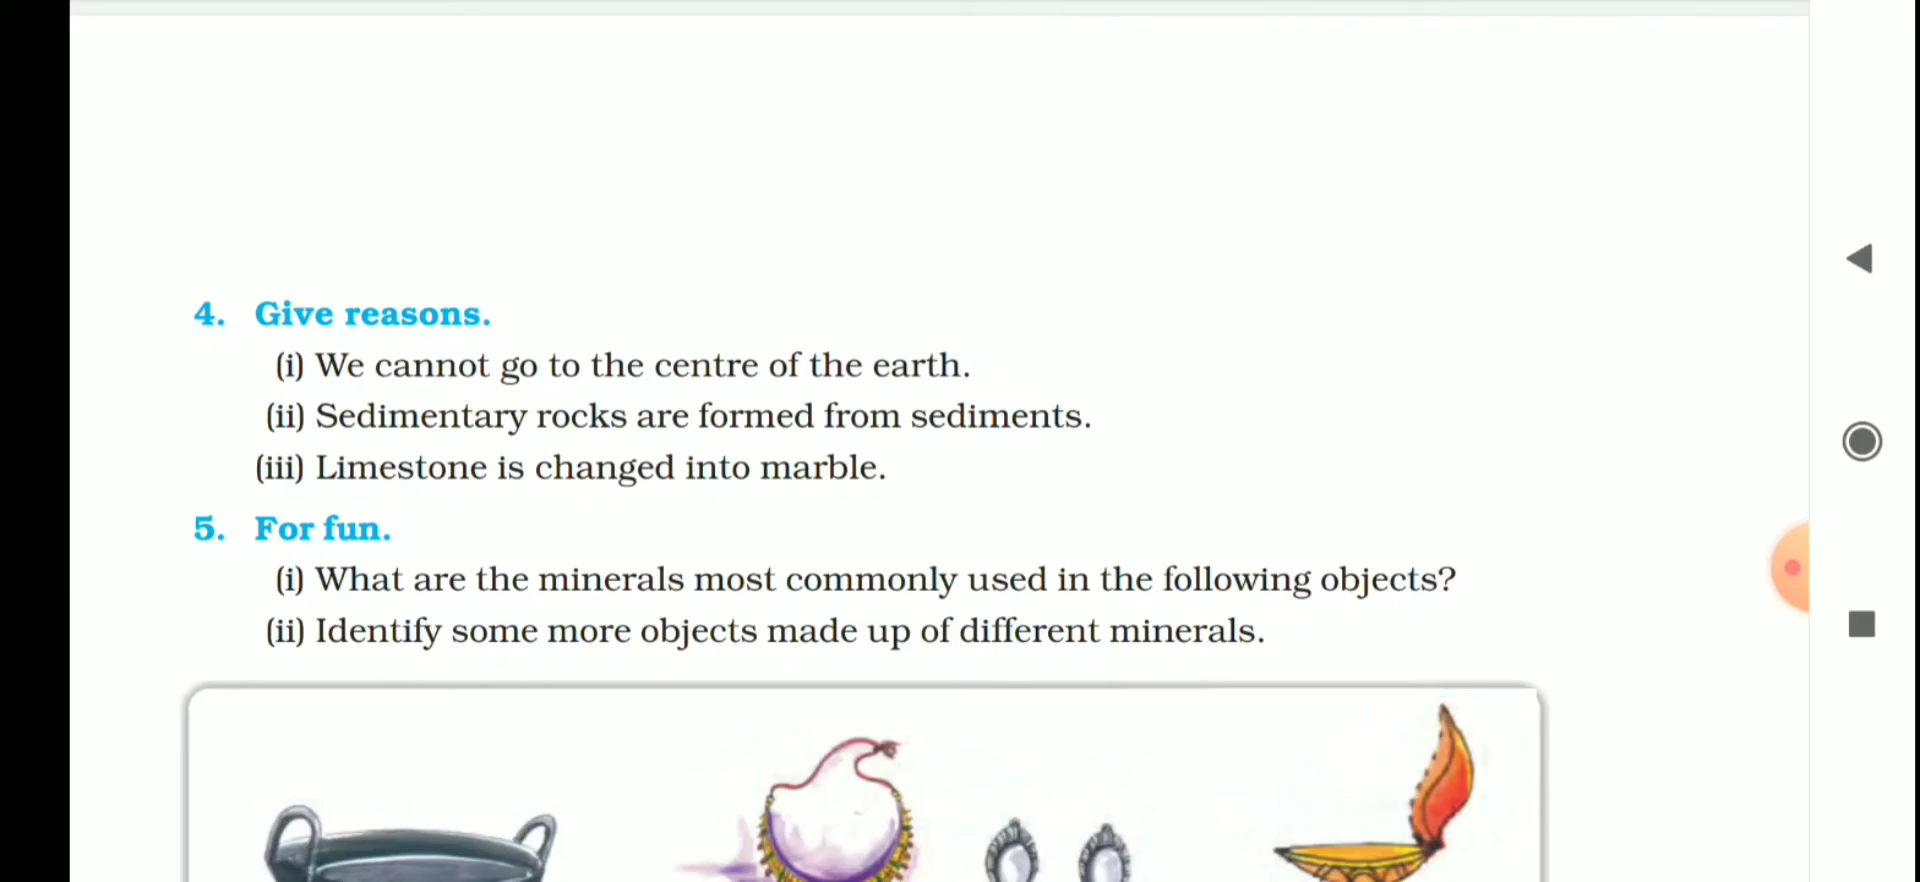 4. Give reasons.
(i) We cannot go to the centre of the earth.
(ii) Sedimentary rocks are formed from sediments.
(iii) Limestone is changed into marble.
5. For fun.
(i) What are the minerals most commonly used in the following objects?
(ii) Identify some more objects made up of different minerals.